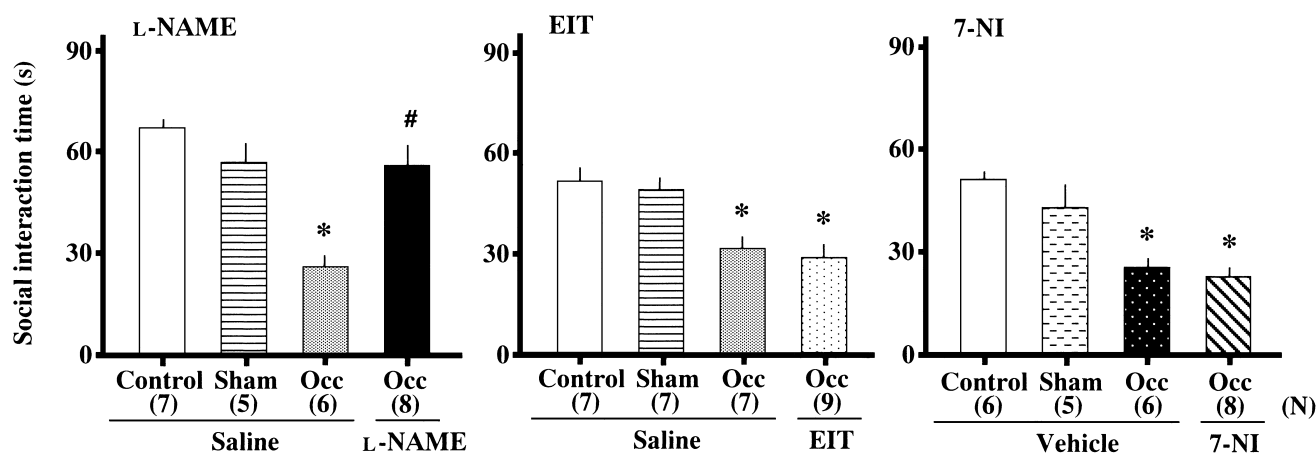 L-NAME
EIT
7-NI
Social interaction time (s)
90
60
30
0
*
#
Control Sham Occ Occ
(7) (5) (6) (8)
Saline L-NAME
90
60
30
0
*
*
Control Sham Occ Occ
(7) (7) (7) (9)
Saline EIT
90
60
30
0
*
*
Control Sham Occ Occ
(6) (5) (6) (8) (N)
Vehicle 7-NI